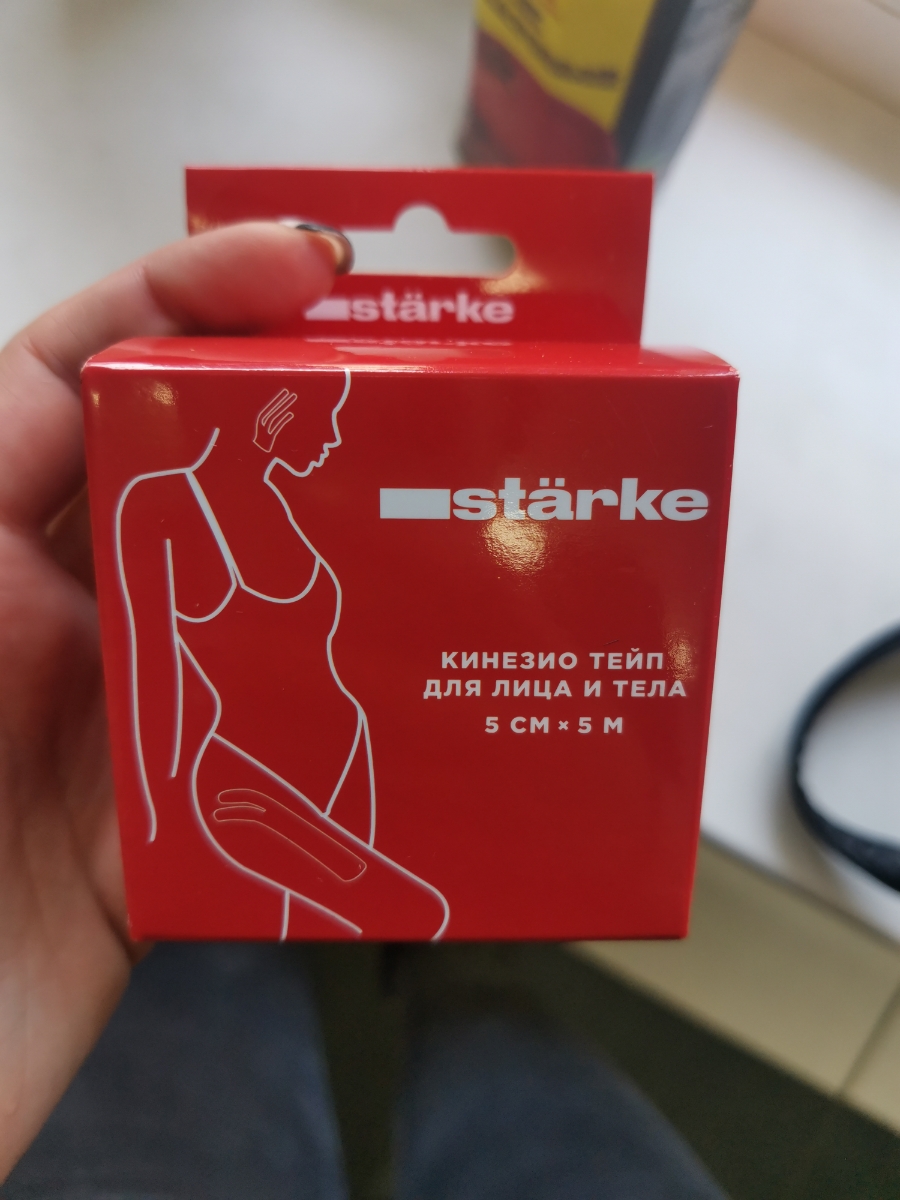 stärke
stärke
КИНЕЗИО ТЕЙП
ДЛЯ ЛИЦА И ТЕЛА
5 СМ × 5 М